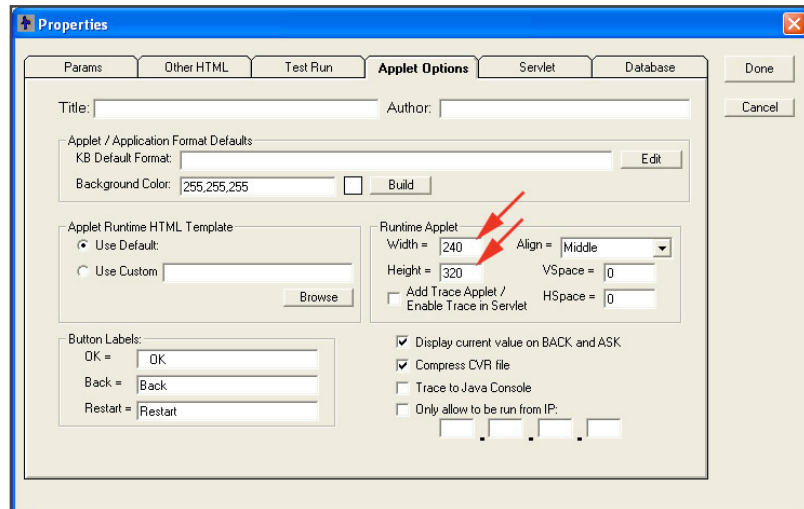 Properties
Params Other HTML Test Run Applet Options Servlet Database
Done
Cancel
Title: Author:
Applet / Application Format Defaults
KB Default Format: Edit
Background Color: 255,255,255 Build
Applet Runtime HTML Template
Use Default:
Use Custom
Browse
Runtime Applet
Width = 240 Align = Middle
Height = 320 VSpace = 0
Add Trace Applet /
Enable Trace in Servlet HSpace = 0
Button Labels:
OK = OK
Back = Back
Restart = Restart
Display current value on BACK and ASK
Compress CVR file
Trace to Java Console
Only allow to be run from IP:
. . .